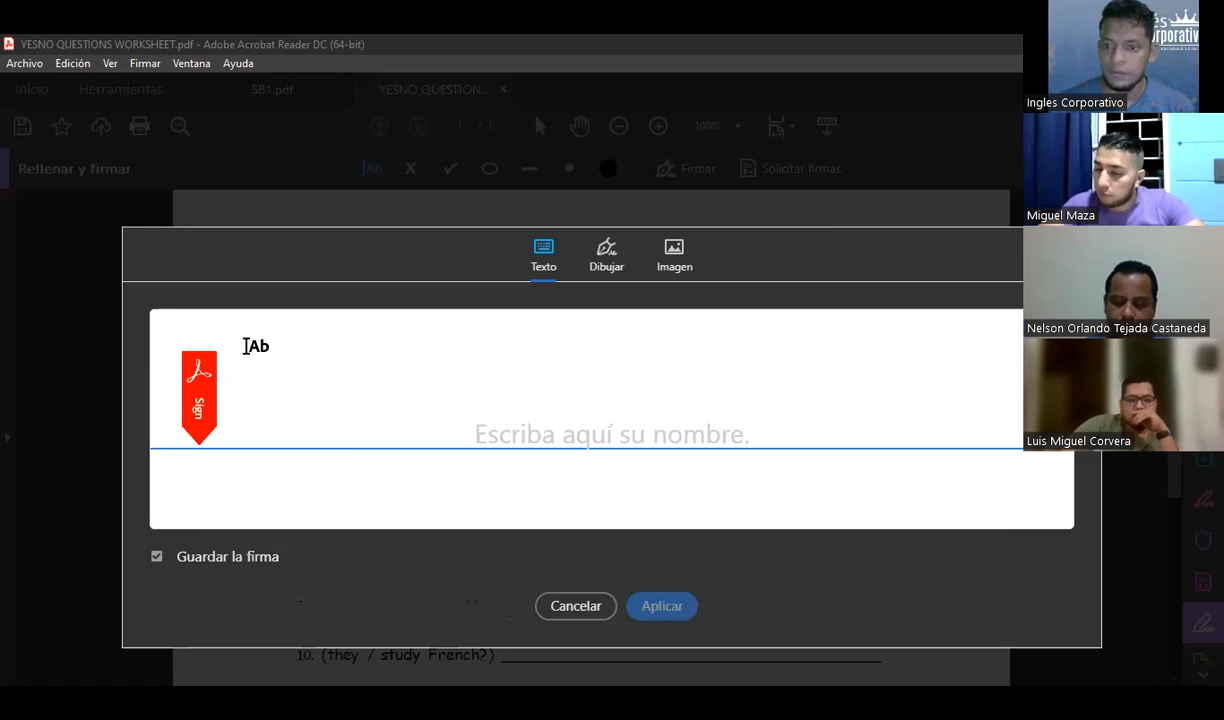 YESNO QUESTIONS WORKSHEET.pdf - Adobe Acrobat Reader DC (64-bit)
Archivo Edición Ver Firmar Ventana Ayuda
Inicio Herramientas SB1.pdf YESNO QUESTION... ×
1 / 1 100%
Rellenar y firmar Ab Firmar Solicitar firmas
Texto Dibujar Imagen
Ab
Sign
Escriba aquí su nombre.
Guardar la firma
Cancelar Aplicar
10. (they / study French?)
Ingles Corporativo
Miguel Maza
Nelson Orlando Tejada Castaneda
Luis Miguel Corvera